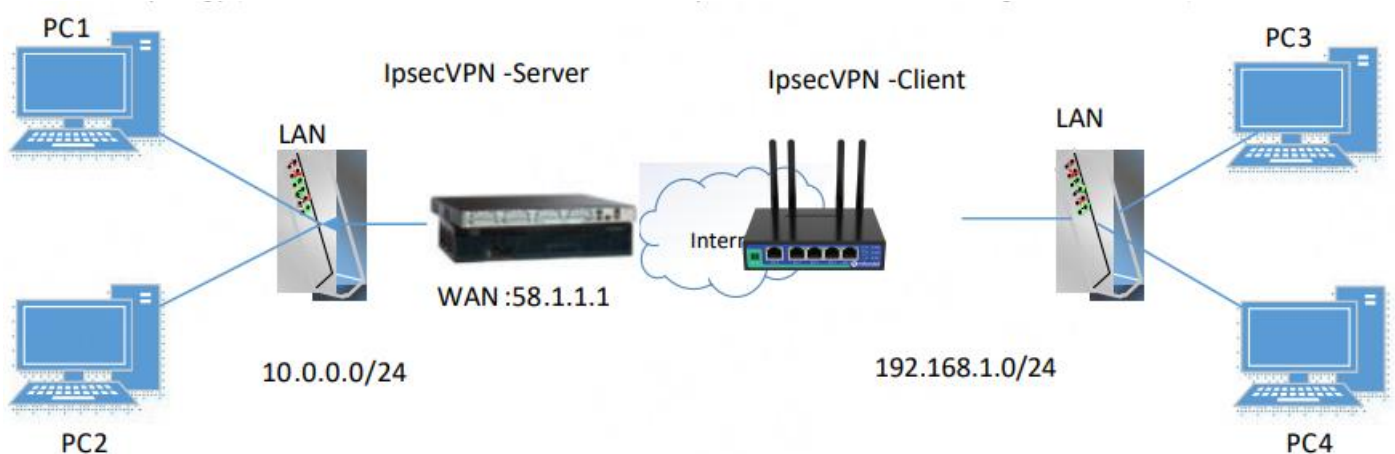 PC1
IpsecVPN -Server
IpsecVPN -Client
PC3
LAN
LAN
Intern
WAN :58.1.1.1
10.0.0.0/24
192.168.1.0/24
PC2
PC4